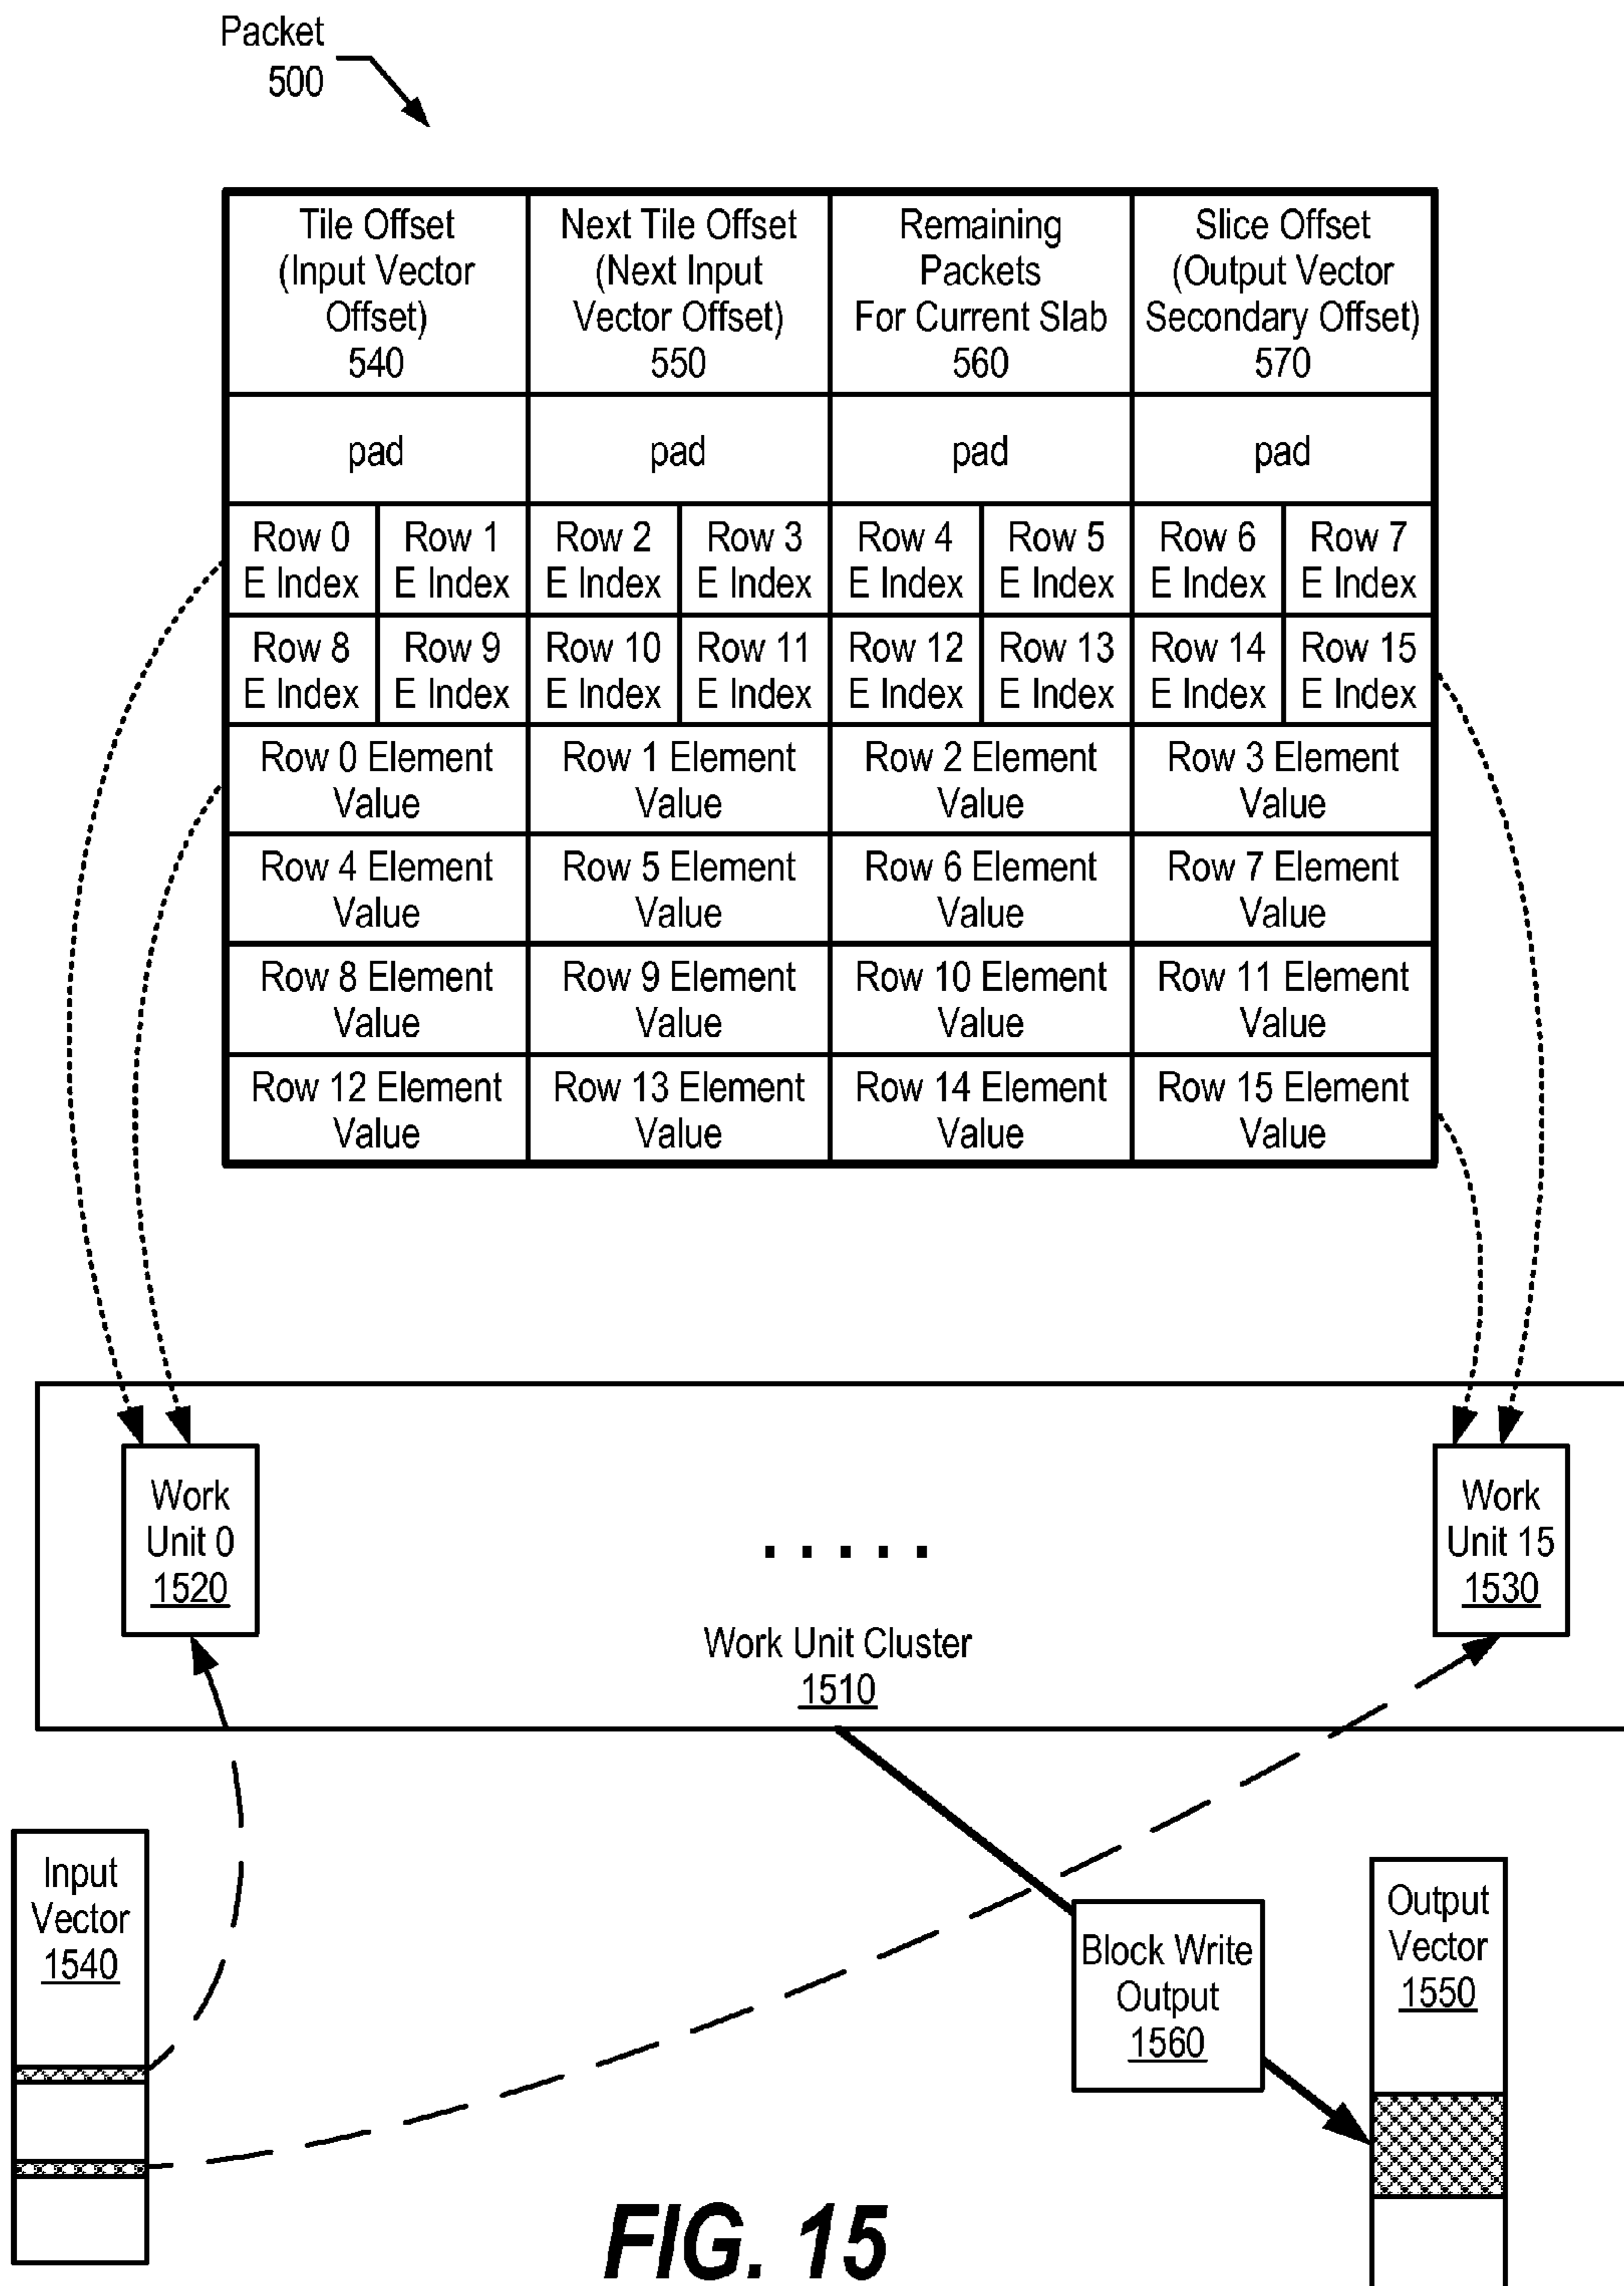 Packet
500
Tile Offset
(Input Vector
Offset)
540
Next Tile Offset
(Next Input
Vector Offset)
550
Remaining
Packets
For Current Slab
560
Slice Offset
(Output Vector
Secondary Offset)
570
pad
pad
pad
pad
Row 0
E Index
Row 1
E Index
Row 2
E Index
Row 3
E Index
Row 4
E Index
Row 5
E Index
Row 6
E Index
Row 7
E Index
Row 8
E Index
Row 9
E Index
Row 10
E Index
Row 11
E Index
Row 12
E Index
Row 13
E Index
Row 14
E Index
Row 15
E Index
Row 0 Element
Value
Row 1 Element
Value
Row 2 Element
Value
Row 3 Element
Value
Row 4 Element
Value
Row 5 Element
Value
Row 6 Element
Value
Row 7 Element
Value
Row 8 Element
Value
Row 9 Element
Value
Row 10 Element
Value
Row 11 Element
Value
Row 12 Element
Value
Row 13 Element
Value
Row 14 Element
Value
Row 15 Element
Value
Work
Unit 0
1520
.....
Work
Unit 15
1530
Work Unit Cluster
1510
Input
Vector
1540
Block Write
Output
1560
Output
Vector
1550
FIG. 15